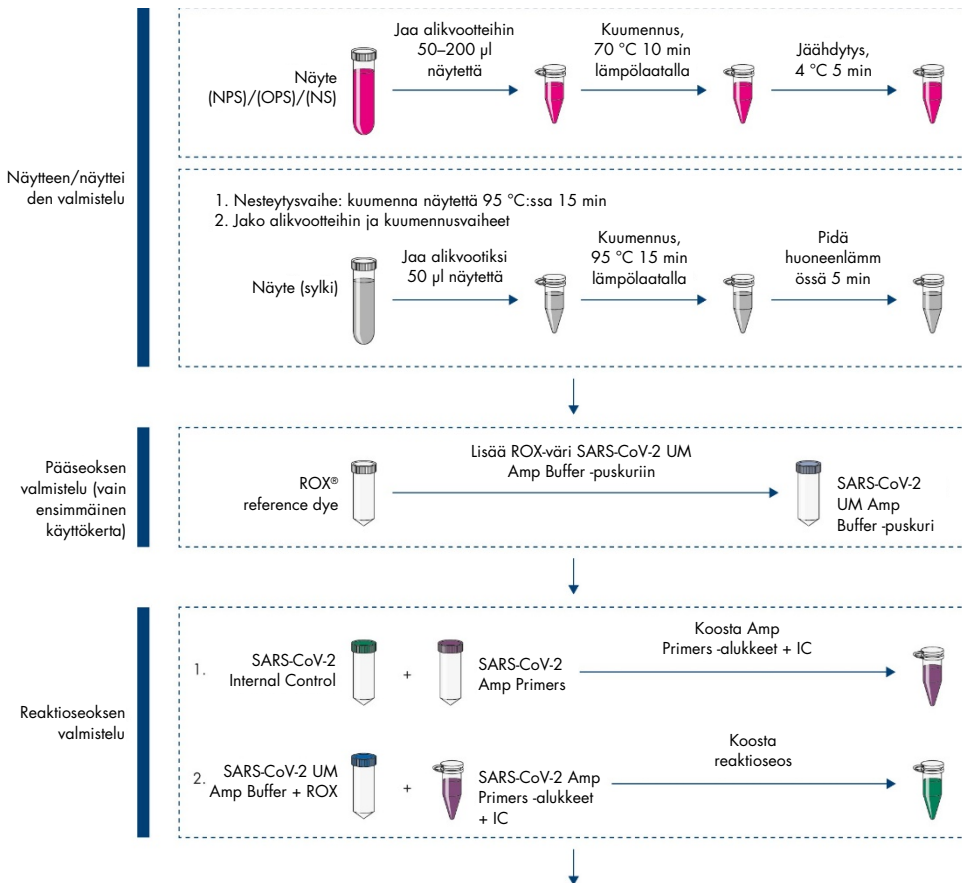 Jaa alikvootteihin
50–200 µl
näytettä
Kuumennus,
70 °C 10 min
lämpölaatalla
Jäähdytys,
4 °C 5 min
Näyte
(NPS)/(OPS)/(NS)
Näytteen/näyttei
den valmistelu
1. Nesteytysvaihe: kuumenna näytettä 95 °C:ssa 15 min
2. Jako alikvootteihin ja kuumennusvaiheet
Jaa alikvootiksi
50 µl näytettä
Kuumennus,
95 °C 15 min
lämpölaatalla
Pidä
huoneenlämm
össä 5 min
Näyte (sylki)
Pääseoksen
valmistelu (vain
ensimmäinen
käyttökerta)
ROX®
reference dye
Lisää ROX-väri SARS-CoV-2 UM
Amp Buffer -puskuriin
SARS-CoV-2
UM Amp
Buffer -puskuri
Reaktioseoksen
valmistelu
1.
SARS-CoV-2
Internal Control
+
SARS-CoV-2
Amp Primers
Koosta Amp
Primers -alukkeet + IC
2.
SARS-CoV-2 UM
Amp Buffer + ROX
+
SARS-CoV-2 Amp
Primers -alukkeet
+ IC
Koosta
reaktioseos